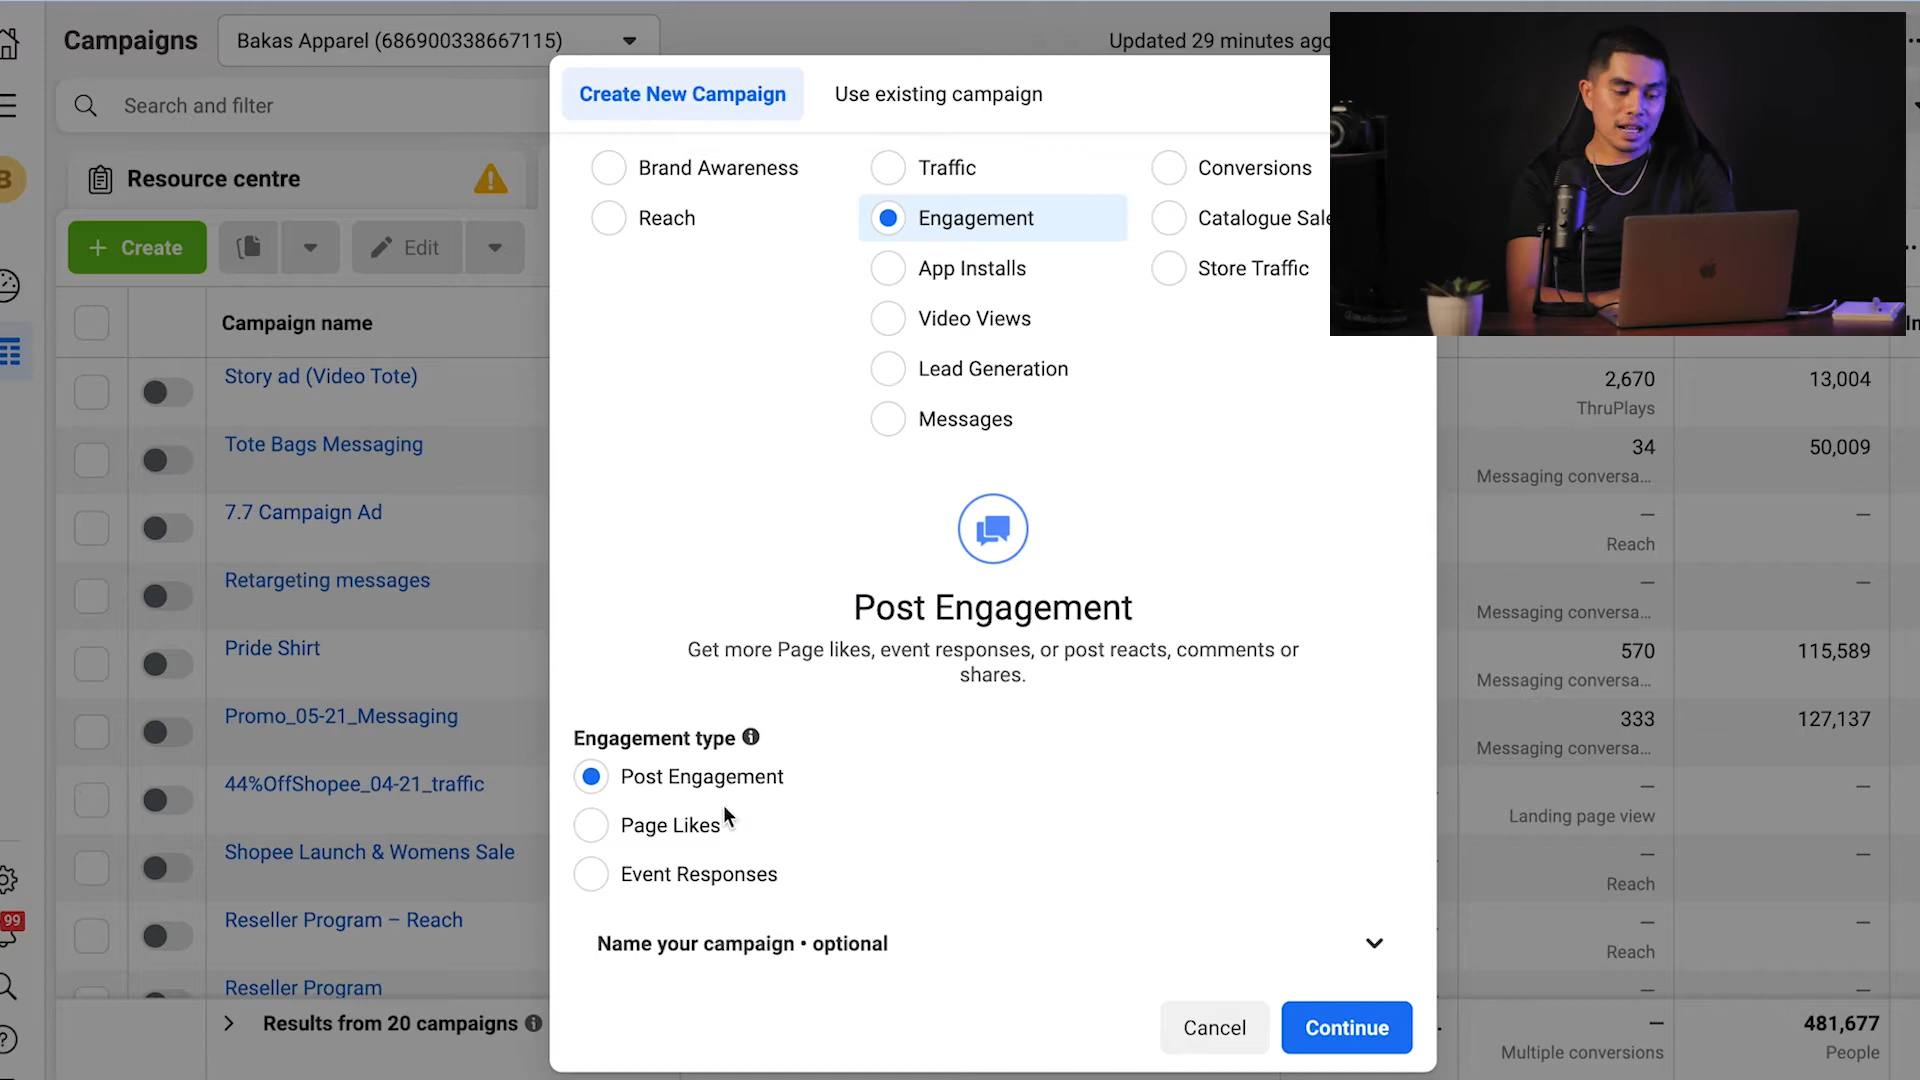 Campaigns
Bakas Apparel (686900338667115)
Updated 29 minutes ago
Search and filter
B
Resource centre
Create
Edit
Campaign name
Create New Campaign
Use existing campaign
Brand Awareness
Reach
Traffic
Engagement
App Installs
Video Views
Lead Generation
Messages
Conversions
Catalogue Sale
Store Traffic
Post Engagement
Get more Page likes, event responses, or post reacts, comments or
shares.
Engagement type
Post Engagement
Page Likes
Event Responses
Name your campaign • optional
Cancel
Continue
Story ad (Video Tote)
2,670
13,004
ThruPlays
Tote Bags Messaging
34
50,009
Messaging conversa...
7.7 Campaign Ad
—
—
Reach
Retargeting messages
—
—
Messaging conversa...
Pride Shirt
570
115,589
Messaging conversa...
Promo_05-21_Messaging
333
127,137
Messaging conversa...
44%OffShopee_04-21_traffic
—
—
Landing page view
Shopee Launch & Womens Sale
—
—
Reach
Reseller Program – Reach
—
—
Reach
Reseller Program
—
—
99
Results from 20 campaigns
—
481,677
Multiple conversions
People